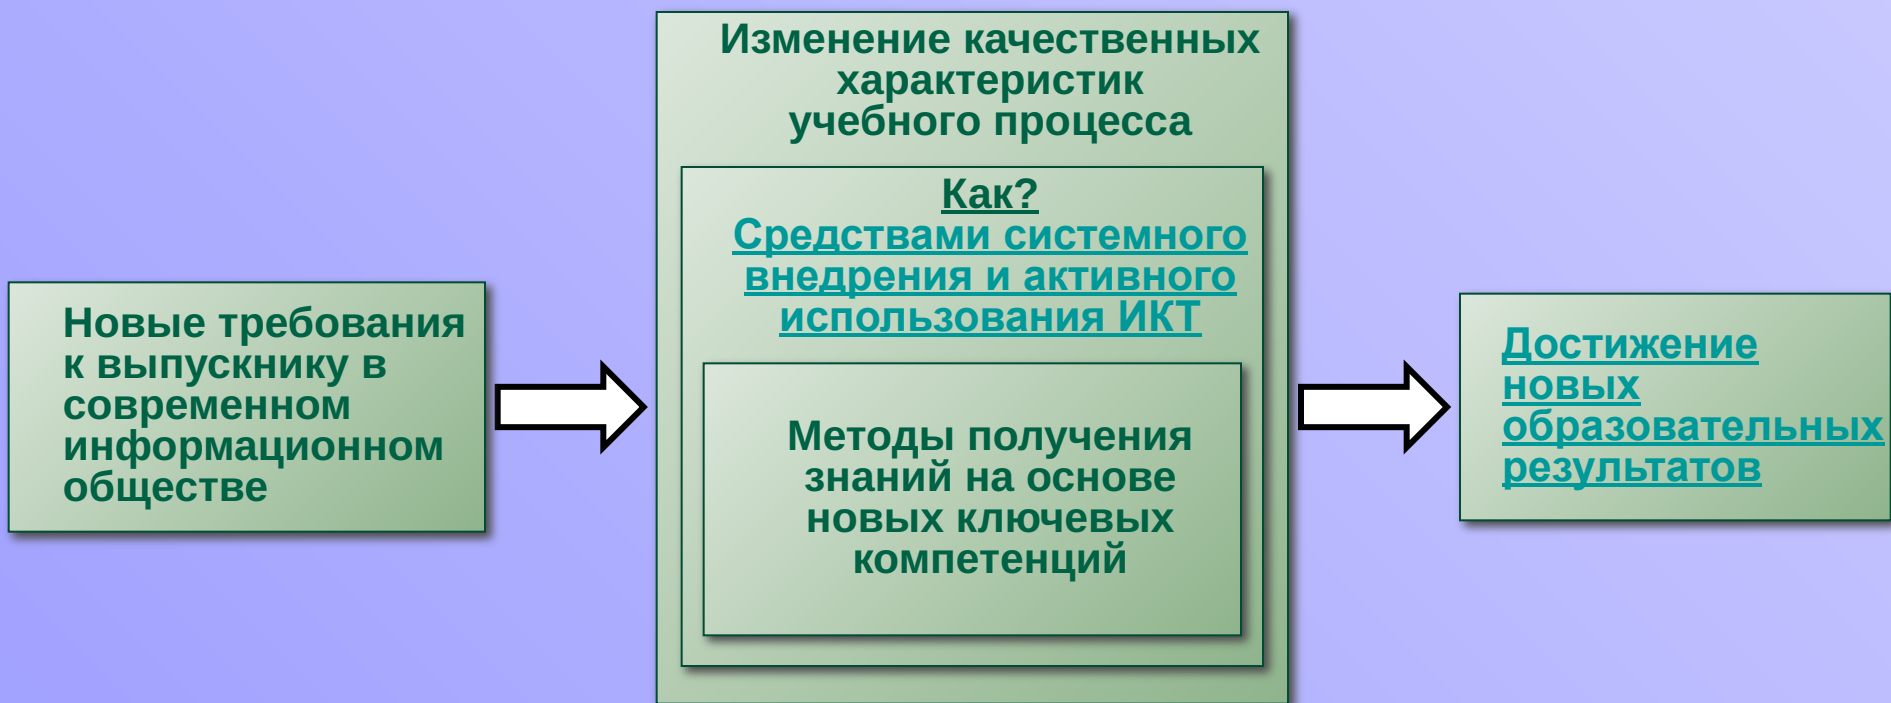 Новые требования
к выпускнику в
современном
информационном
обществе
Изменение качественных
характеристик
учебного процесса
Как?
Средствами системного
внедрения и активного
использования ИКТ
Методы получения
знаний на основе
новых ключевых
компетенций
Достижение
новых
образовательных
результатов